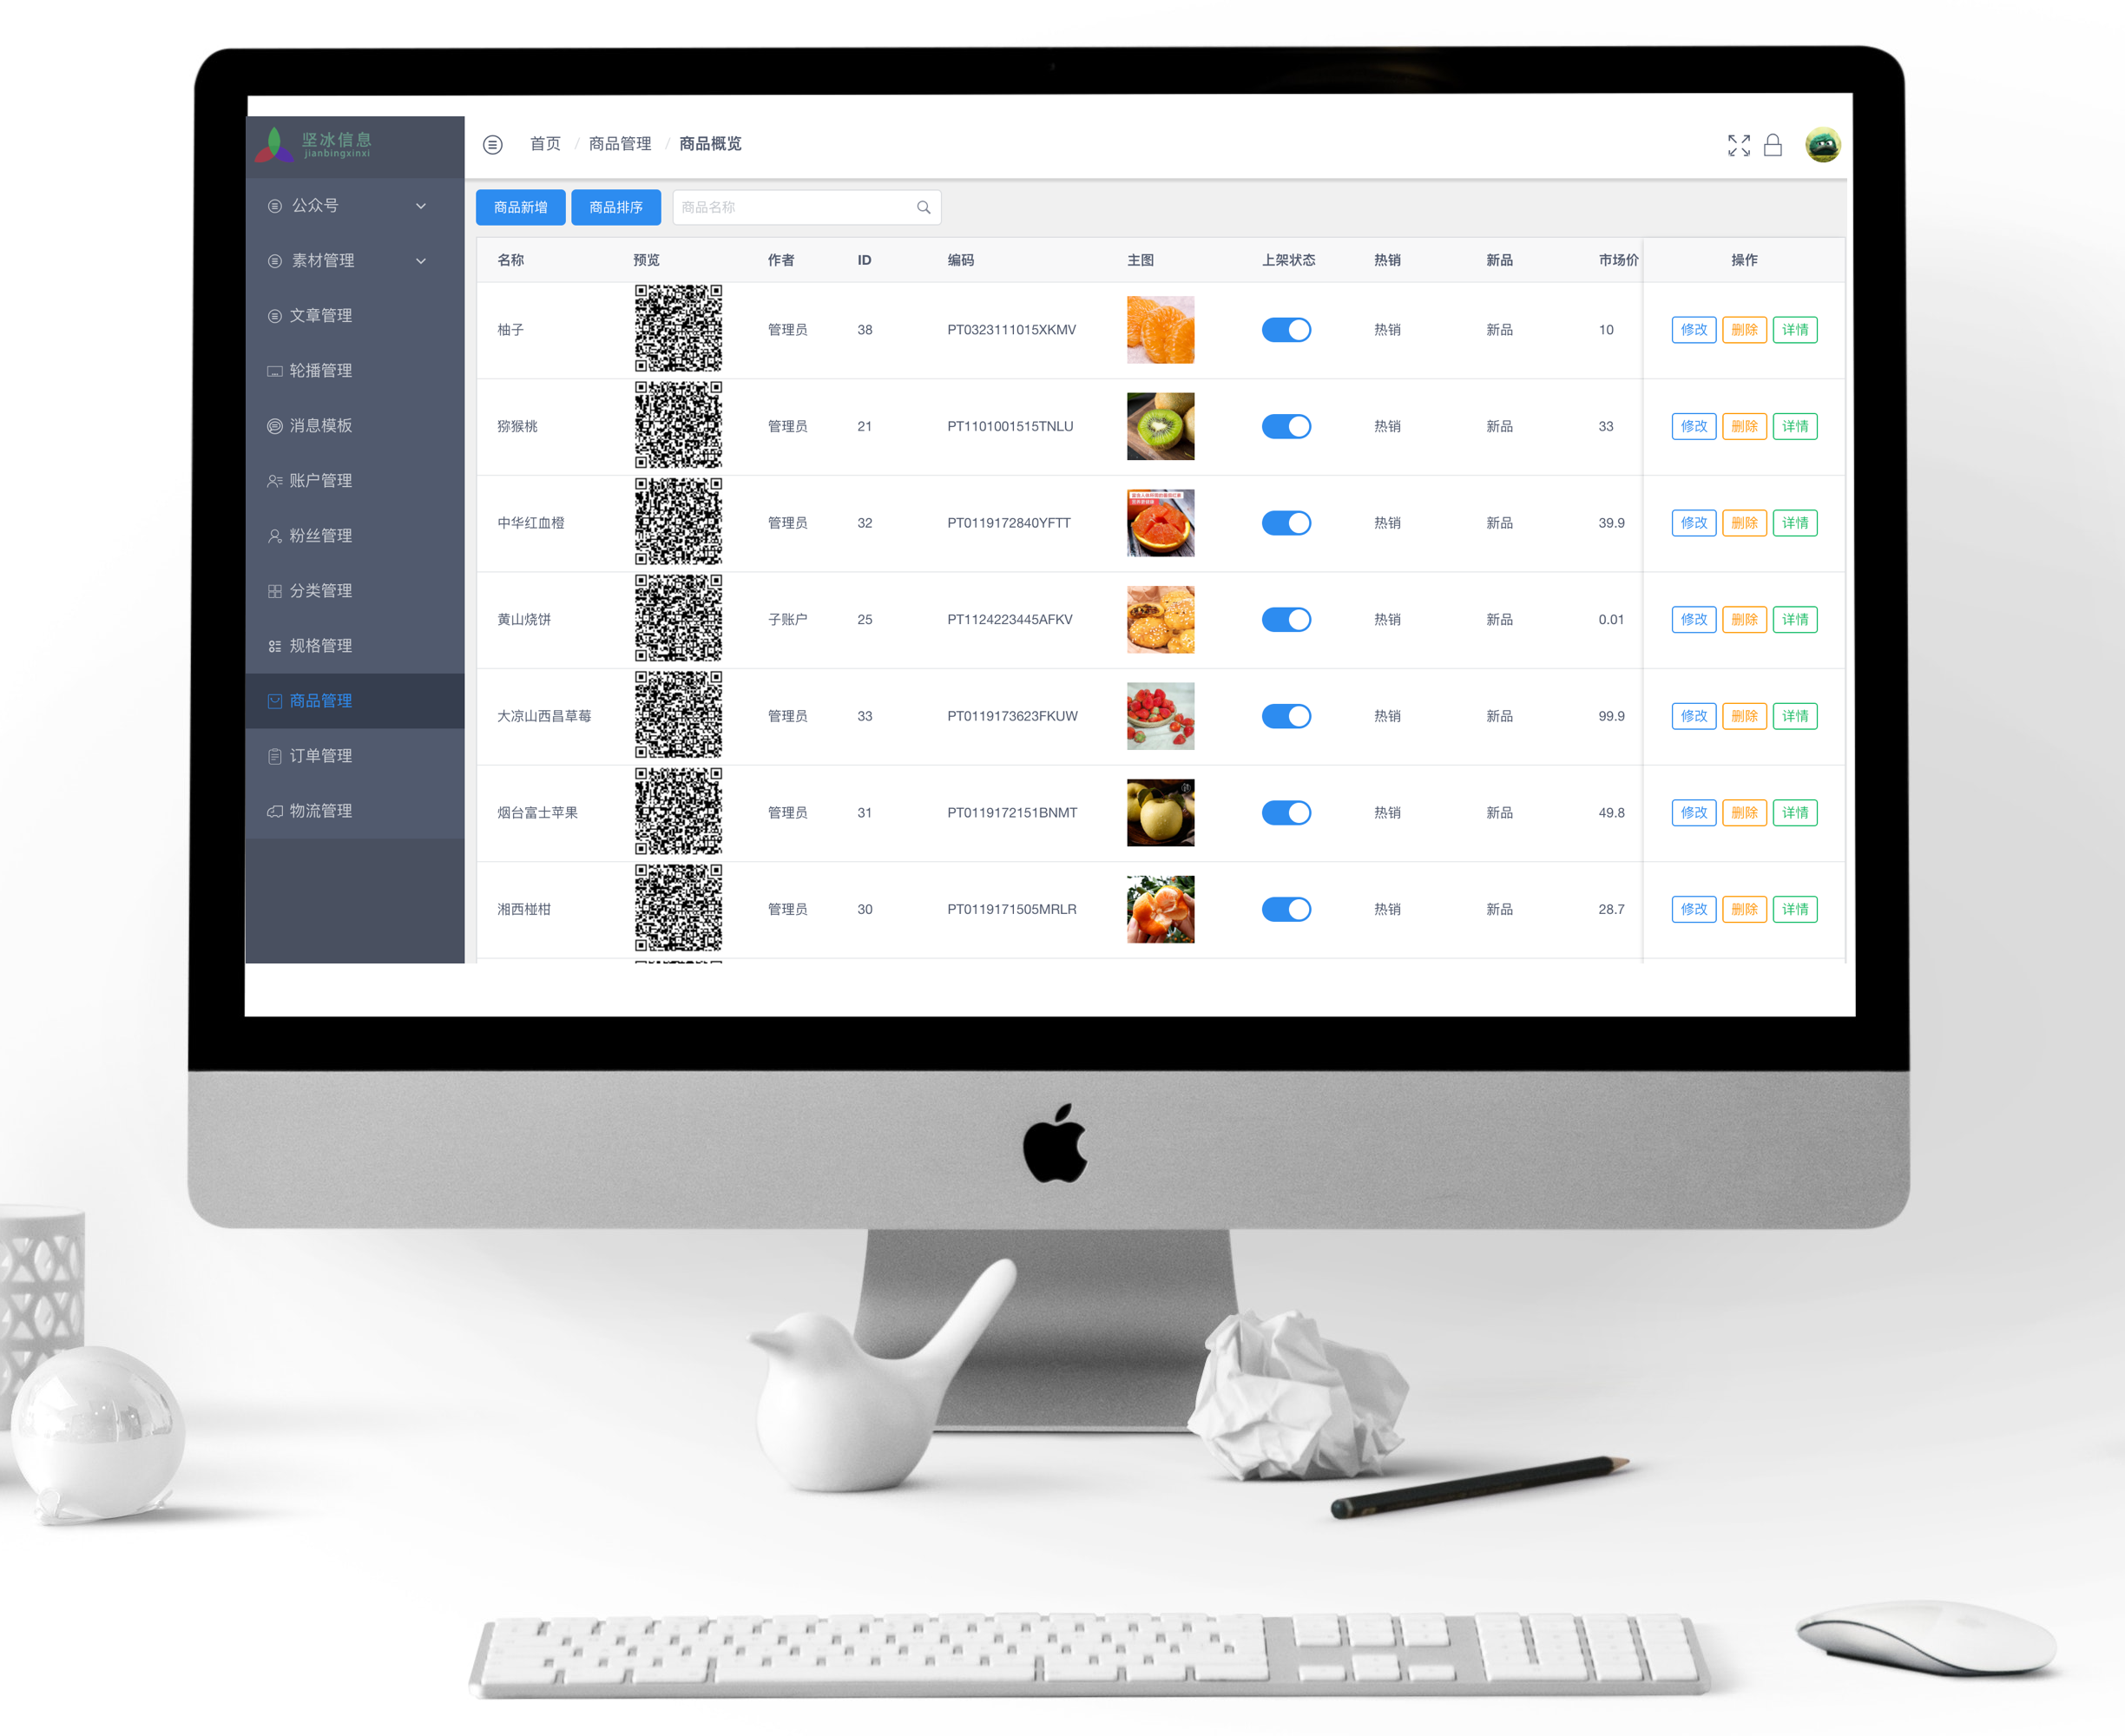 坚冰信息
jianbingxinxi
首页 / 商品管理 / 商品概览
公众号
素材管理
文章管理
轮播管理
消息模板
账户管理
粉丝管理
分类管理
规格管理
商品管理
订单管理
物流管理
商品新增 商品排序 商品名称
名称 预览 作者 ID 编码 主图 上架状态 热销 新品 市场价 操作
柚子 管理员 38 PT0323111015XKMV 热销 新品 10 修改 删除 详情
猕猴桃 管理员 21 PT1101001515TNLU 热销 新品 33 修改 删除 详情
中华红血橙 管理员 32 PT0119172840YFTT 热销 新品 39.9 修改 删除 详情
黄山烧饼 子账户 25 PT1124223445AFKV 热销 新品 0.01 修改 删除 详情
大凉山西昌草莓 管理员 33 PT0119173623FKUW 热销 新品 99.9 修改 删除 详情
烟台富士苹果 管理员 31 PT0119172151BNMT 热销 新品 49.8 修改 删除 详情
湘西椪柑 管理员 30 PT0119171505MRLR 热销 新品 28.7 修改 删除 详情